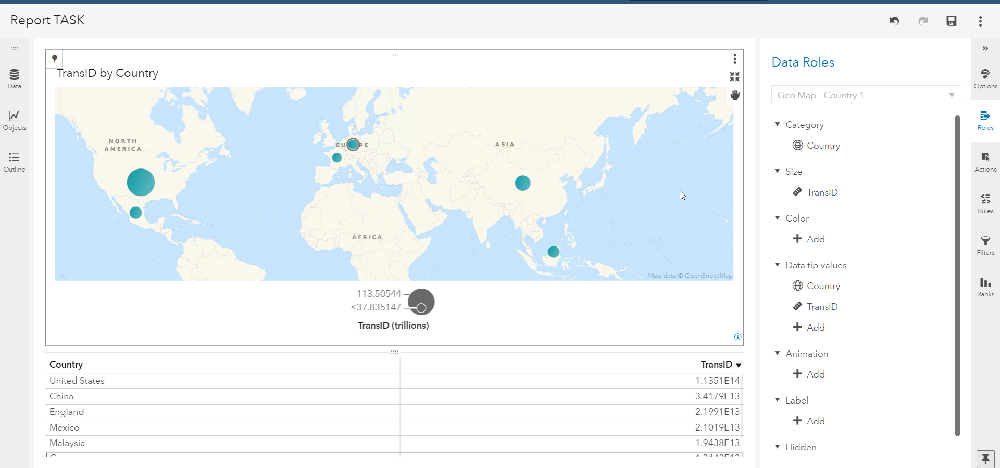 Report TASK
Data
Objects
Outline
TransID by Country
NORTH
AMERICA
EUROPE
ASIA
AFRICA
Map data © OpenStreetMap
113.50544
≤37.835147
TransID (trillions)
Country TransID
United States 1.1351E14
China 3.4179E13
England 2.1991E13
Mexico 2.1019E13
Malaysia 1.9438E13
Data Roles
Geo Map - Country 1
Category
Country
Size
TransID
Color
Add
Data tip values
Country
TransID
Add
Animation
Add
Label
Add
Hidden
Options
Roles
Actions
Rules
Filters
Ranks